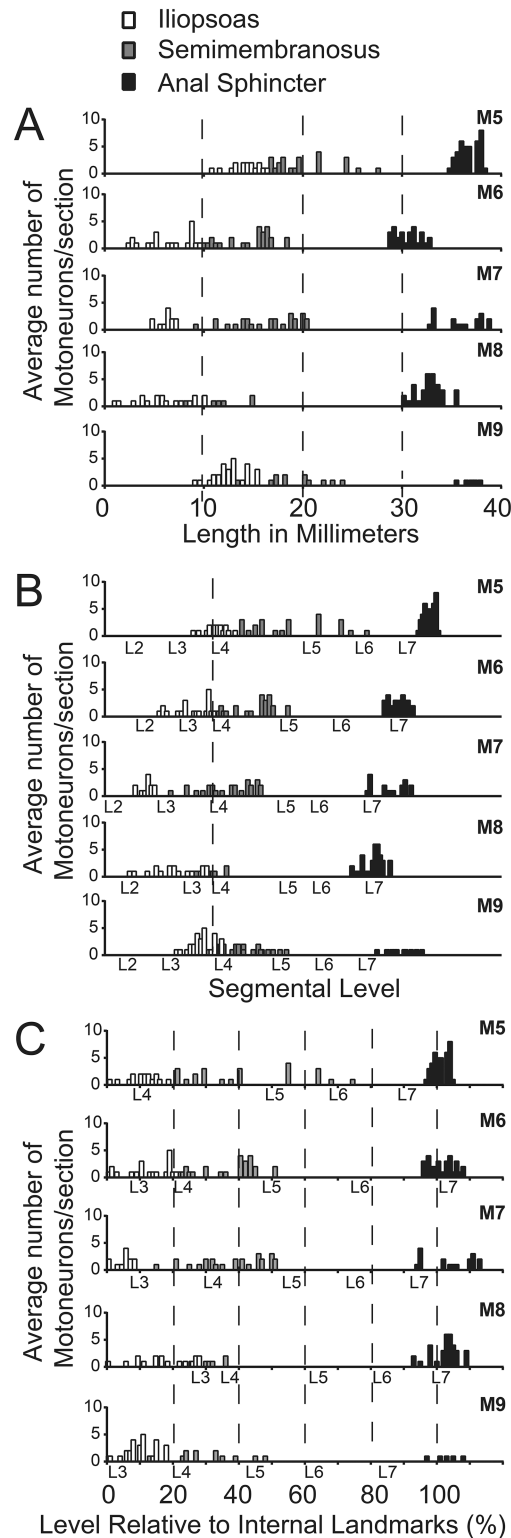 Iliopsoas
Semimembranosus
Anal Sphincter
A
Average number of
Motoneurons/section
10
5
0
M5
10
5
0
M6
10
5
0
M7
10
5
0
M8
10
5
0
M9
0 10 20 30 40
Length in Millimeters
B
Average number of
Motoneurons/section
10
5
0
M5
L2 L3 L4 L5 L6 L7
10
5
0
M6
L2 L3 L4 L5 L6 L7
10
5
0
M7
L2 L3 L4 L5 L6 L7
10
5
0
M8
L2 L3 L4 L5 L6 L7
10
5
0
M9
L2 L3 L4 L5 L6 L7
Segmental Level
C
Average number of
Motoneurons/section
10
5
0
M5
L4 L5 L6 L7
10
5
0
M6
L3 L4 L5 L6 L7
10
5
0
M7
L3 L4 L5 L6 L7
10
5
0
M8
L3 L4 L5 L6 L7
10
5
0
M9
L3 L4 L5 L6 L7
0 20 40 60 80 100
Level Relative to Internal Landmarks (%)